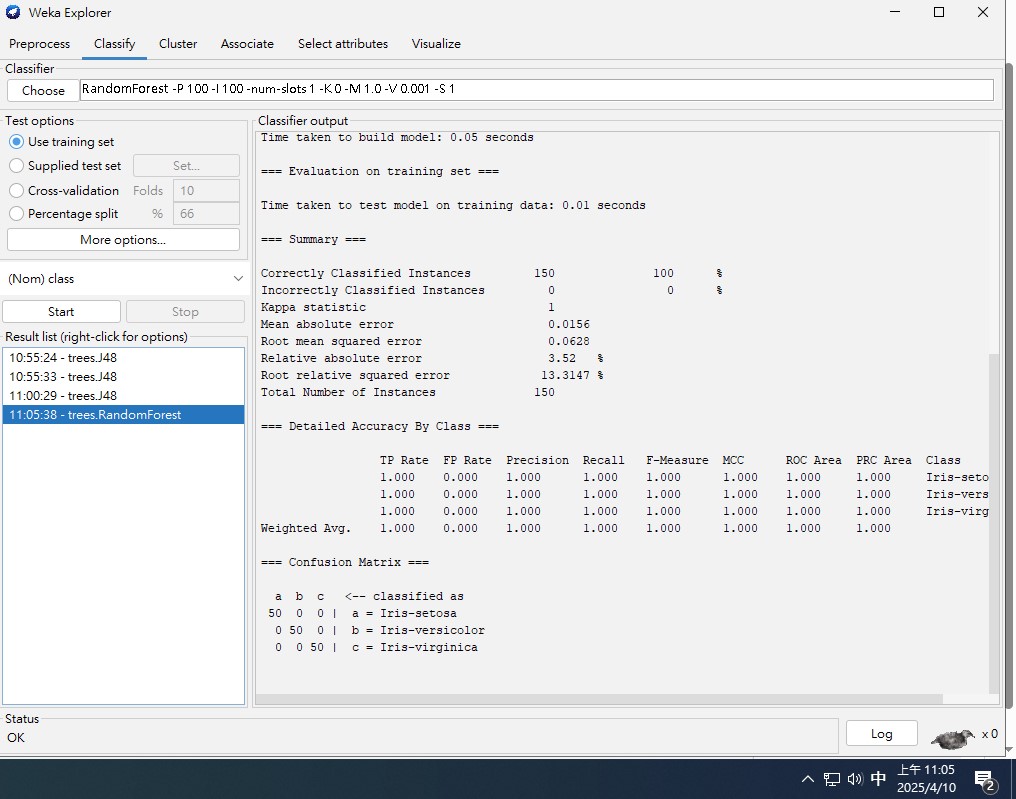 Weka Explorer
Preprocess Classify Cluster Associate Select attributes Visualize
Classifier
Choose RandomForest -P 100 -I 100 -num-slots 1 -K 0 -M 1.0 -V 0.001 -S 1
Test options
Use training set
Supplied test set Set...
Cross-validation Folds 10
Percentage split % 66
More options...
(Nom) class
Start Stop
Result list (right-click for options)
10:55:24 - trees.J48
10:55:33 - trees.J48
11:00:29 - trees.J48
11:05:38 - trees.RandomForest
Classifier output
Time taken to build model: 0.05 seconds
=== Evaluation on training set ===
Time taken to test model on training data: 0.01 seconds
=== Summary ===
Correctly Classified Instances 150 100 %
Incorrectly Classified Instances 0 0 %
Kappa statistic 1
Mean absolute error 0.0156
Root mean squared error 0.0628
Relative absolute error 3.52 %
Root relative squared error 13.3147 %
Total Number of Instances 150
=== Detailed Accuracy By Class ===
TP Rate FP Rate Precision Recall F-Measure MCC ROC Area PRC Area Class
1.000 0.000 1.000 1.000 1.000 1.000 1.000 1.000 Iris-seto
1.000 0.000 1.000 1.000 1.000 1.000 1.000 1.000 Iris-vers
1.000 0.000 1.000 1.000 1.000 1.000 1.000 1.000 Iris-virg
Weighted Avg. 1.000 0.000 1.000 1.000 1.000 1.000 1.000 1.000
=== Confusion Matrix ===
a b c <-- classified as
50 0 0 | a = Iris-setosa
0 50 0 | b = Iris-versicolor
0 0 50 | c = Iris-virginica
Status
OK
Log x 0
中 上午 11:05
2025/4/10 2